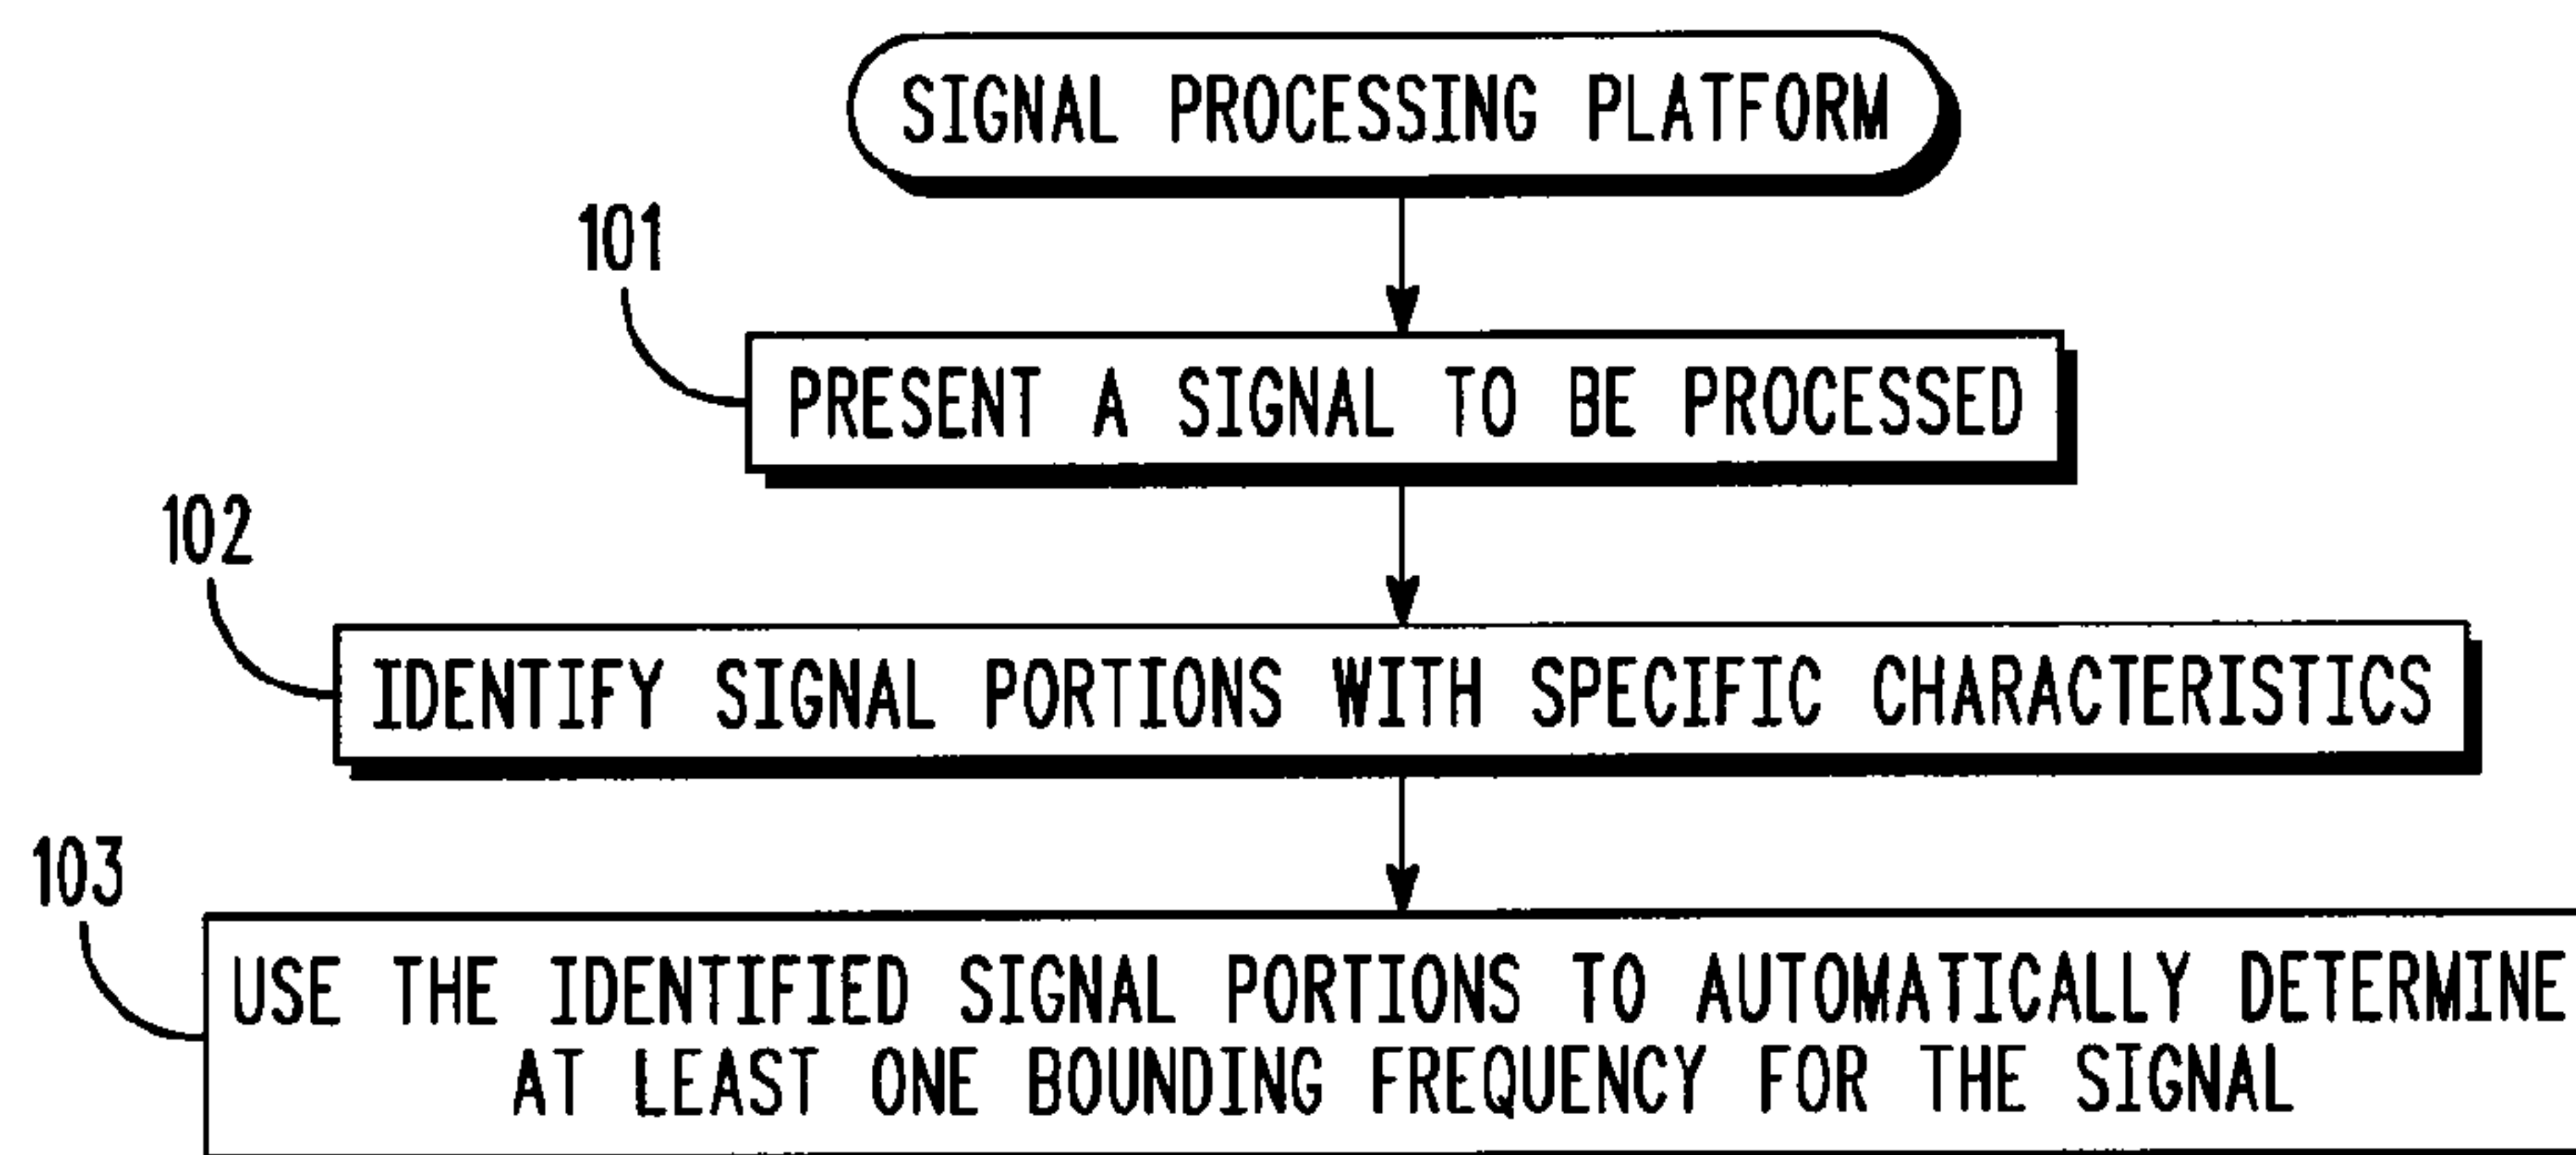 SIGNAL PROCESSING PLATFORM
101
PRESENT A SIGNAL TO BE PROCESSED
102
IDENTIFY SIGNAL PORTIONS WITH SPECIFIC CHARACTERISTICS
103
USE THE IDENTIFIED SIGNAL PORTIONS TO AUTOMATICALLY DETERMINE
AT LEAST ONE BOUNDING FREQUENCY FOR THE SIGNAL